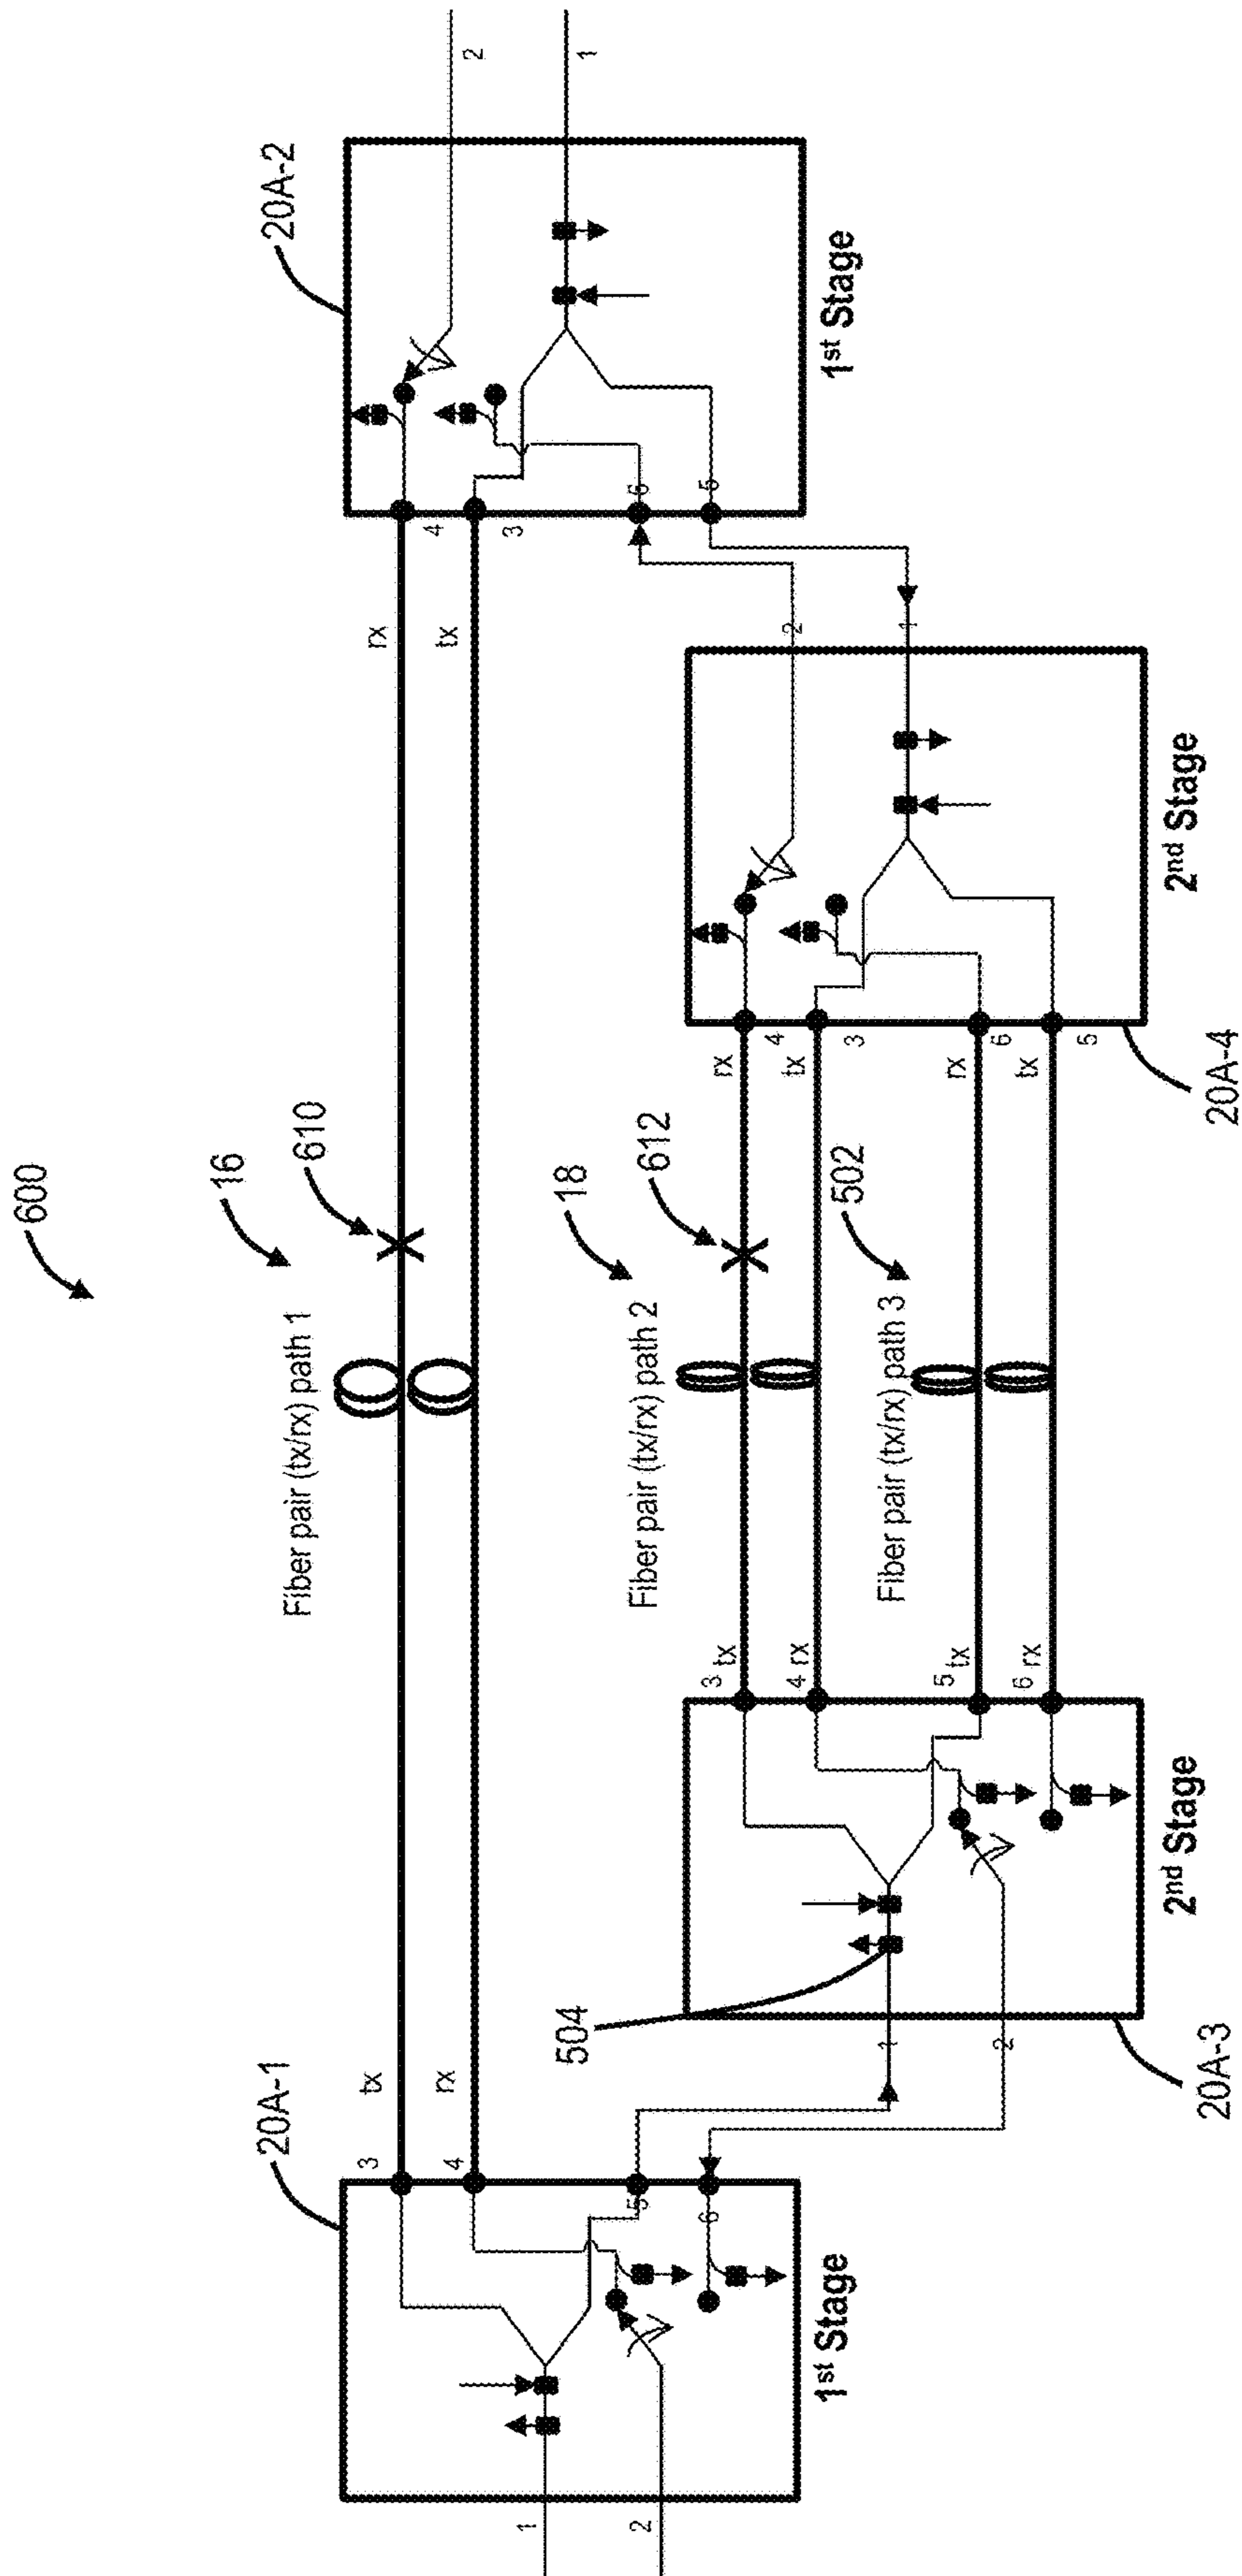 600
16
Fiber pair (tx/rx) path 1
610
20A-1
20A-2
3
tx
rx
4
4
rx
tx
3
1
2
5
6
6
5
2
1
1st Stage
1st Stage
18
Fiber pair (tx/rx) path 2
612
502
Fiber pair (tx/rx) path 3
504
1
2
3 tx
4 rx
5 tx
6 rx
rx
4
tx
3
rx
6
tx
5
2
1
2nd Stage
2nd Stage
20A-3
20A-4